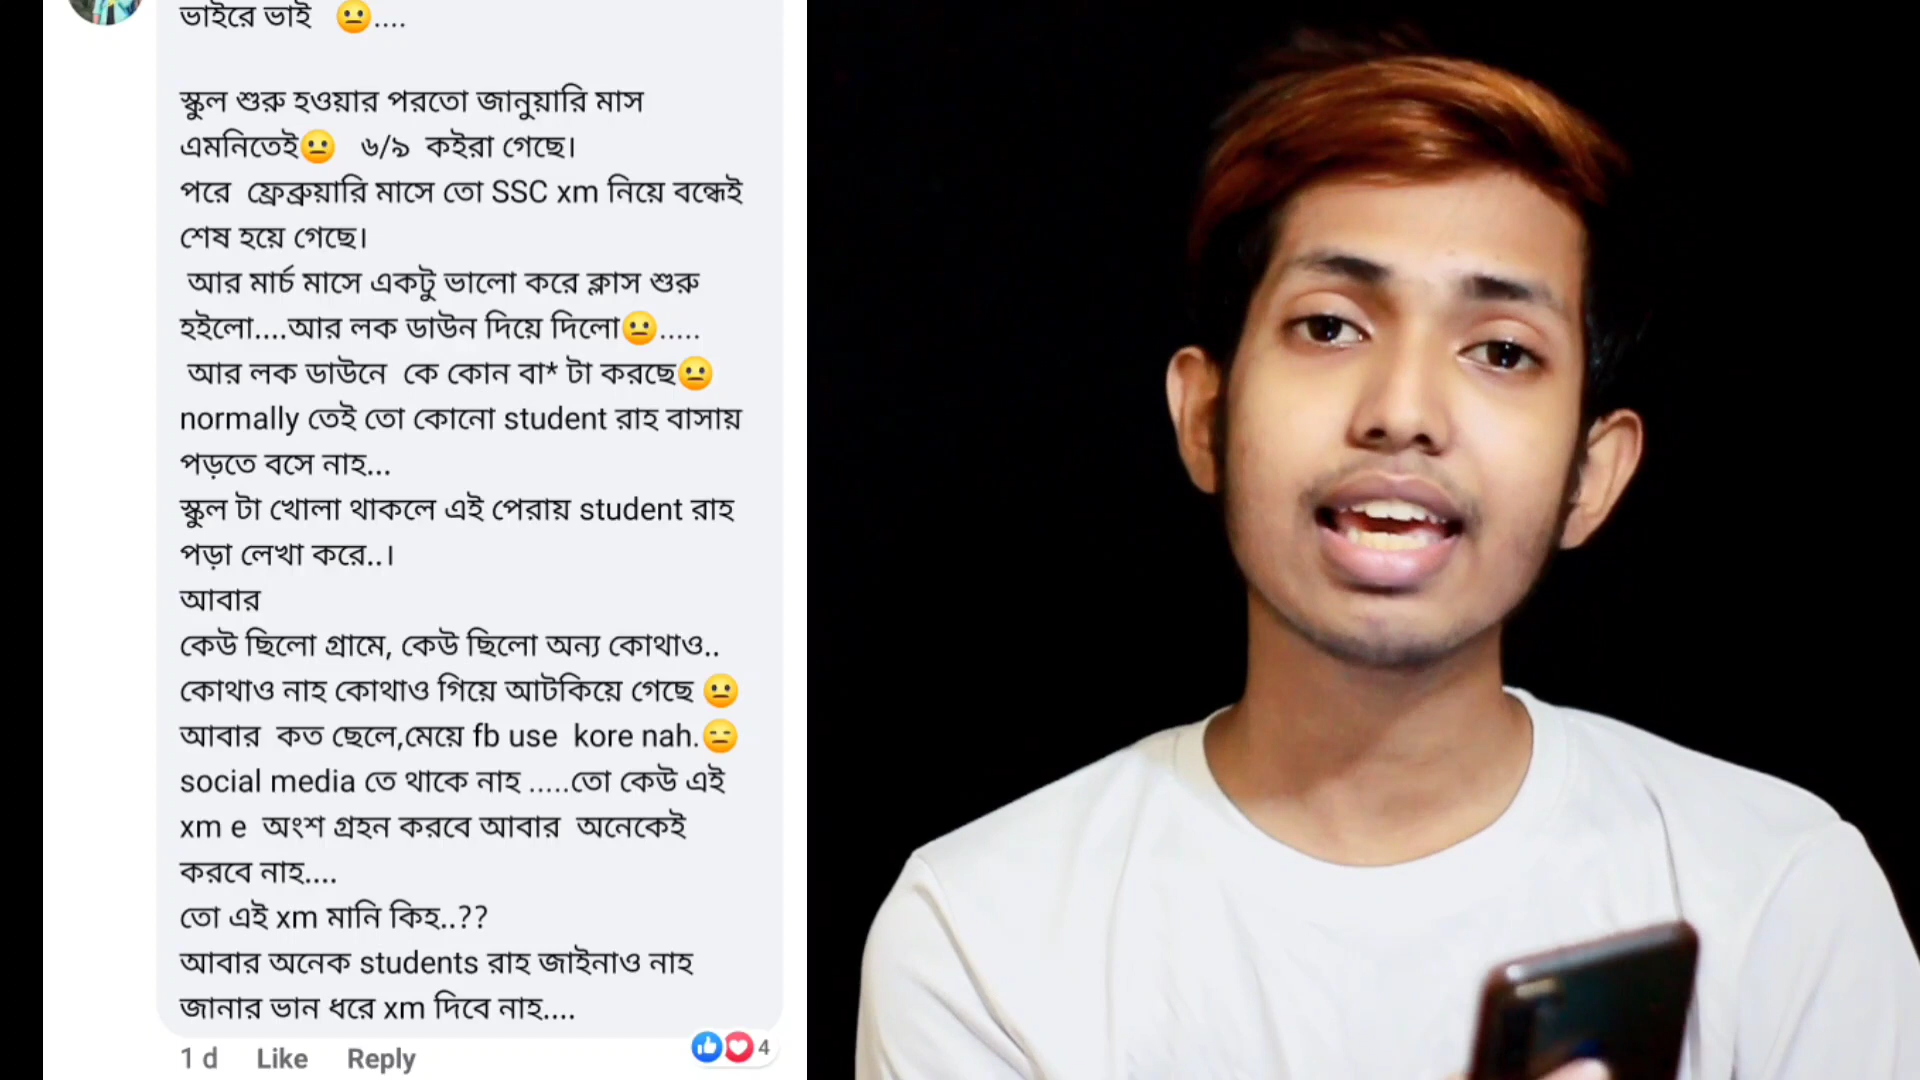 ভাইরে ভাই 😐....
স্কুল শুরু হওয়ার পরতো জানুয়ারি মাস
এমনিতেই😐 ৬/৯ কইরা গেছে।
পরে ফ্রেব্রুয়ারি মাসে তো SSC xm নিয়ে বন্ধেই
শেষ হয়ে গেছে।
আর মার্চ মাসে একটু ভালো করে ক্লাস শুরু
হইলো....আর লক ডাউন দিয়ে দিলো😐.....
আর লক ডাউনে কে কোন বা* টা করছে😐
normally তেই তো কোনো student রাহ বাসায়
পড়তে বসে নাহ...
স্কুল টা খোলা থাকলে এই পেরায় student রাহ
পড়া লেখা করে..।
আবার
কেউ ছিলো গ্রামে, কেউ ছিলো অন্য কোথাও..
কোথাও নাহ কোথাও গিয়ে আটকিয়ে গেছে 😐
আবার কত ছেলে,মেয়ে fb use kore nah.😑
social media তে থাকে নাহ .....তো কেউ এই
xm e অংশ গ্রহন করবে আবার অনেকেই
করবে নাহ....
তো এই xm মানি কিহ..??
আবার অনেক students রাহ জাইনাও নাহ
জানার ভান ধরে xm দিবে নাহ....
1 d Like Reply 4